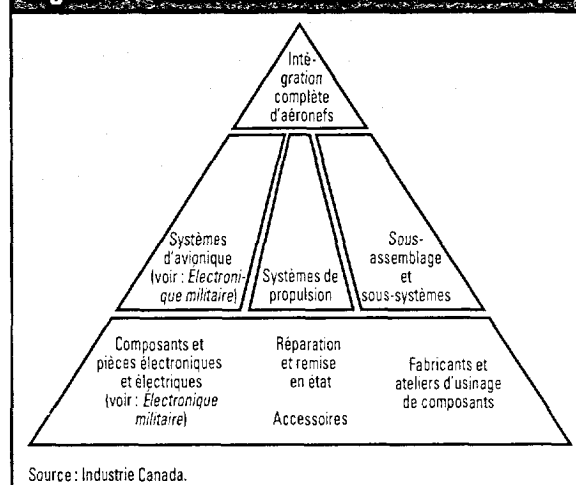 Inté-
gration
complète
d'aéronefs
Systèmes
d'avionique
(voir : Électroni-
que militaire)
Systèmes de
propulsion
Sous-
assemblage
et
sous-systèmes
Composants et
pièces électroniques
et électriques
(voir : Électronique
militaire)
Réparation
et remise
en état
Accessoires
Fabricants et
ateliers d'usinage
de composants
Source : Industrie Canada.